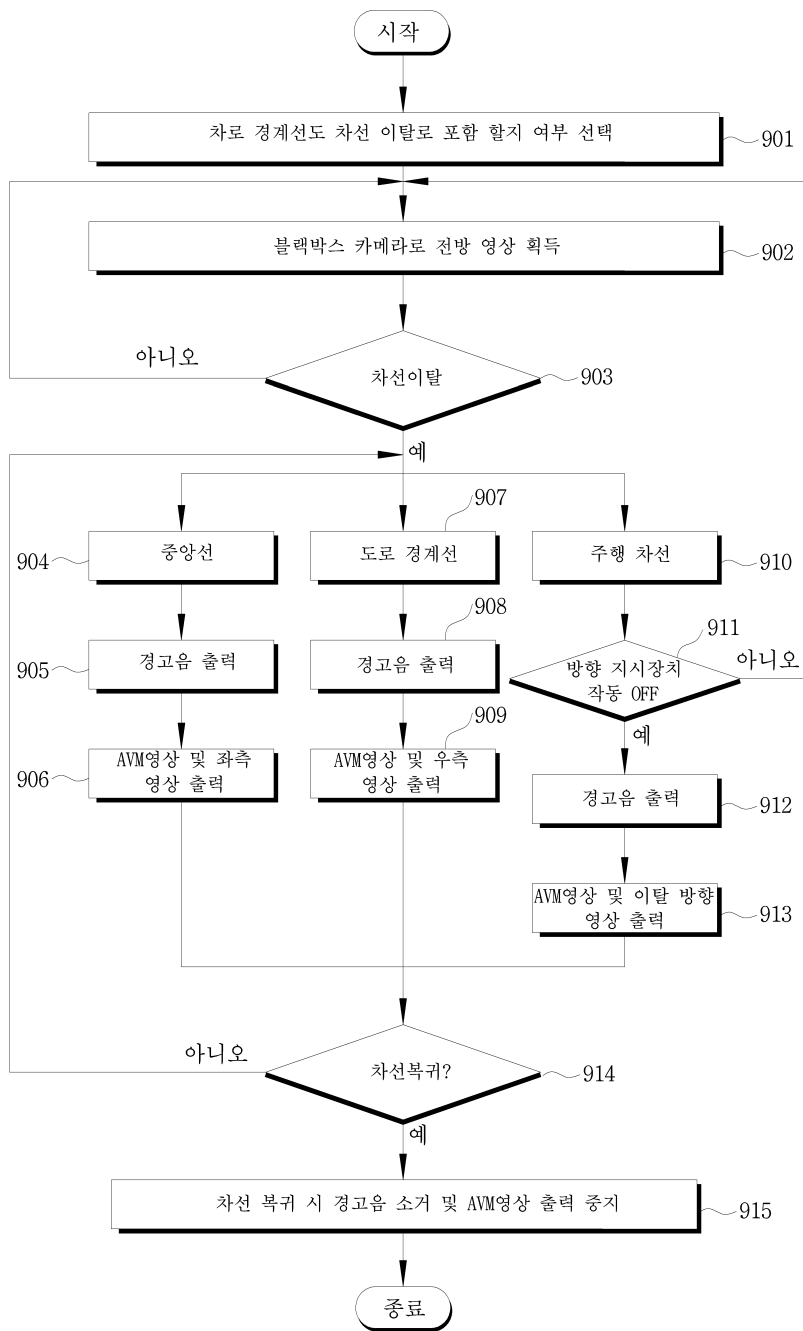 시작
차로 경계선도 차선 이탈로 포함 할지 여부 선택
901
블랙박스 카메라로 전방 영상 획득
902
아니오
차선이탈
903
예
907
904
중앙선
도로 경계선
주행 차선
910
908
911
905
경고음 출력
경고음 출력
방향 지시장치
작동 OFF
아니오
909
예
906
AVM영상 및 좌측
영상 출력
AVM영상 및 우측
영상 출력
경고음 출력
912
AVM영상 및 이탈 방향
영상 출력
913
아니오
차선복귀?
914
예
차선 복귀 시 경고음 소거 및 AVM영상 출력 중지
915
종료